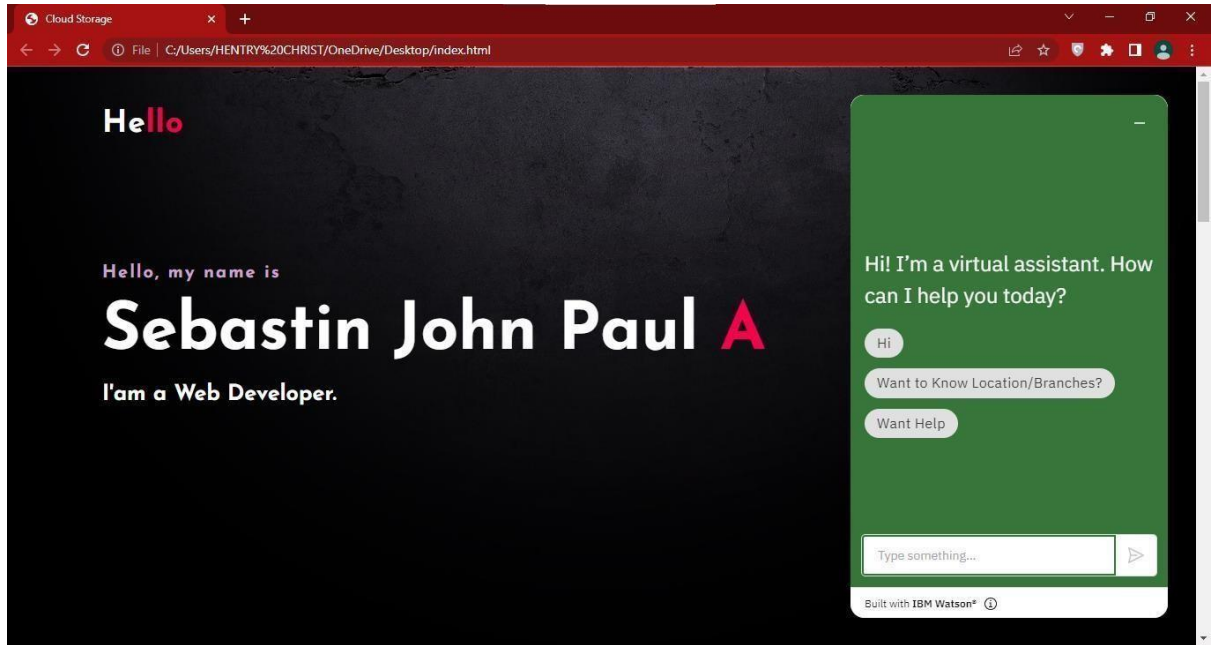 Cloud Storage
File | C:/Users/HENTRY%20CHRIST/OneDrive/Desktop/index.html
Hello
Hello, my name is
Sebastin John Paul A
I'am a Web Developer.
Hi! I’m a virtual assistant. How
can I help you today?
Hi
Want to Know Location/Branches?
Want Help
Type something...
Built with IBM Watson®